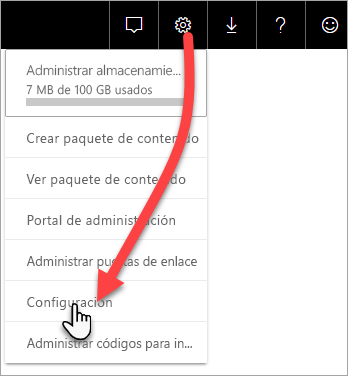 Administrar almacenamie...
7 MB de 100 GB usados
Crear paquete de contenido
Ver paquete de contenido
Portal de administración
Administrar puertas de enlace
Configuración
Administrar códigos para in...